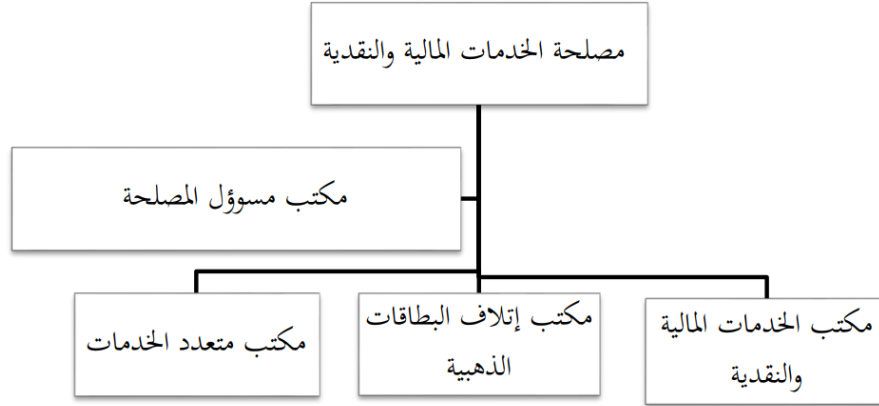 مصلحة الخدمات المالية والنقدية
مكتب مسوؤل المصلحة
مكتب الخدمات المالية
والنقدية
مكتب إتلاف البطاقات
الذهبية
مكتب متعدد الخدمات